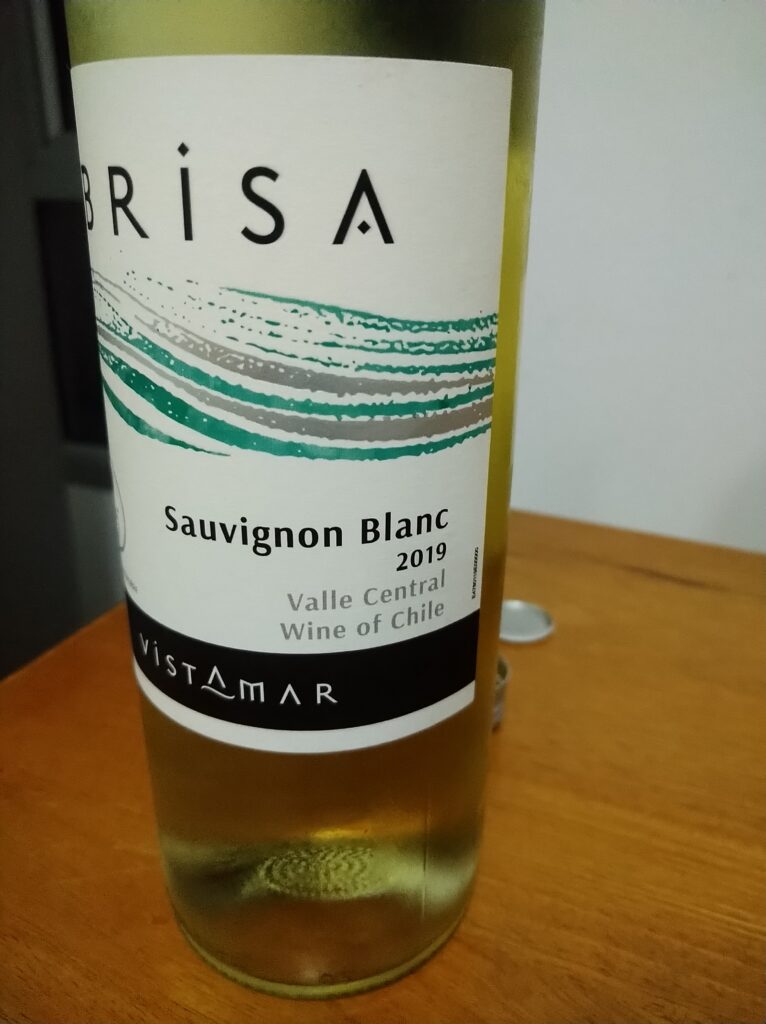 BRISA
Sauvignon Blanc
2019
Valle Central
Wine of Chile
VISTAMAR